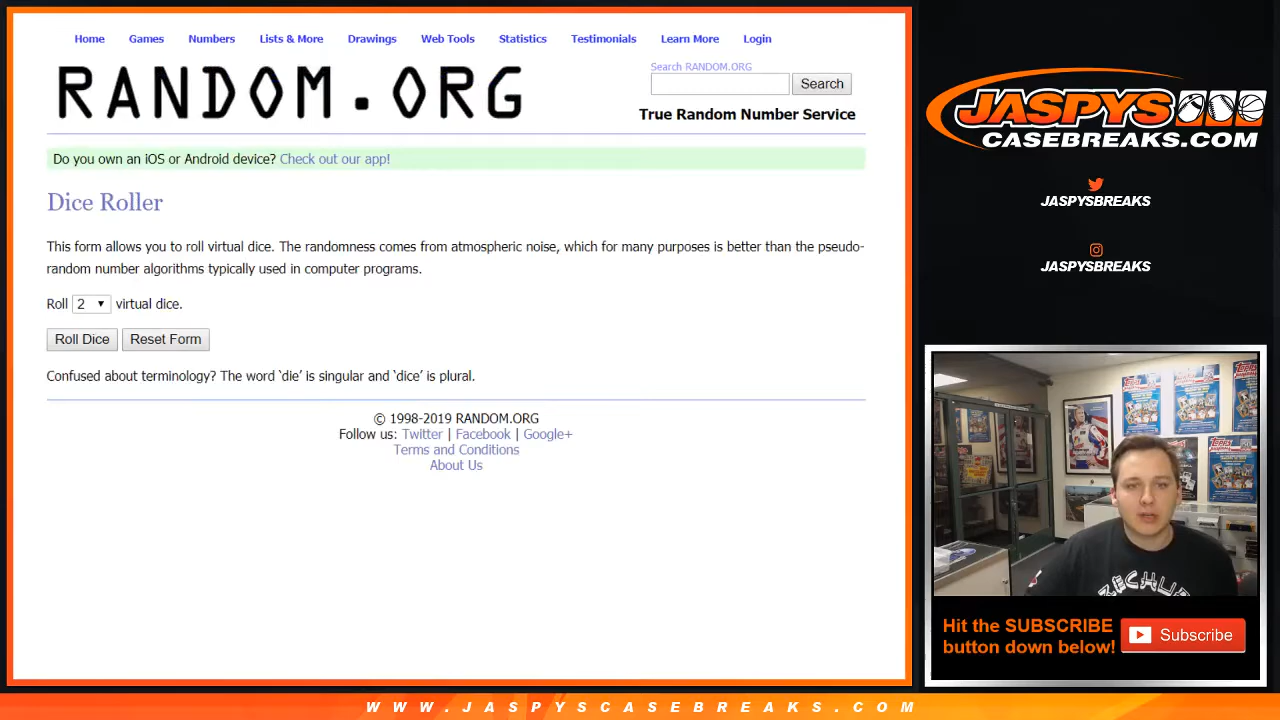 Home Games Numbers Lists & More Drawings Web Tools Statistics Testimonials Learn More Login
RANDOM.ORG
Search RANDOM.ORG
Search
True Random Number Service
Do you own an iOS or Android device? Check out our app!
Dice Roller
This form allows you to roll virtual dice. The randomness comes from atmospheric noise, which for many purposes is better than the pseudo-
random number algorithms typically used in computer programs.
Roll 2 virtual dice.
Roll Dice Reset Form
Confused about terminology? The word ‘die’ is singular and ‘dice’ is plural.
© 1998-2019 RANDOM.ORG
Follow us: Twitter | Facebook | Google+
Terms and Conditions
About Us
JASPYS
CASEBREAKS.COM
JASPYSBREAKS
JASPYSBREAKS
Topps
Topps
Hit the SUBSCRIBE
button down below!
Subscribe
WWW.JASPYSCASEBREAKS.COM